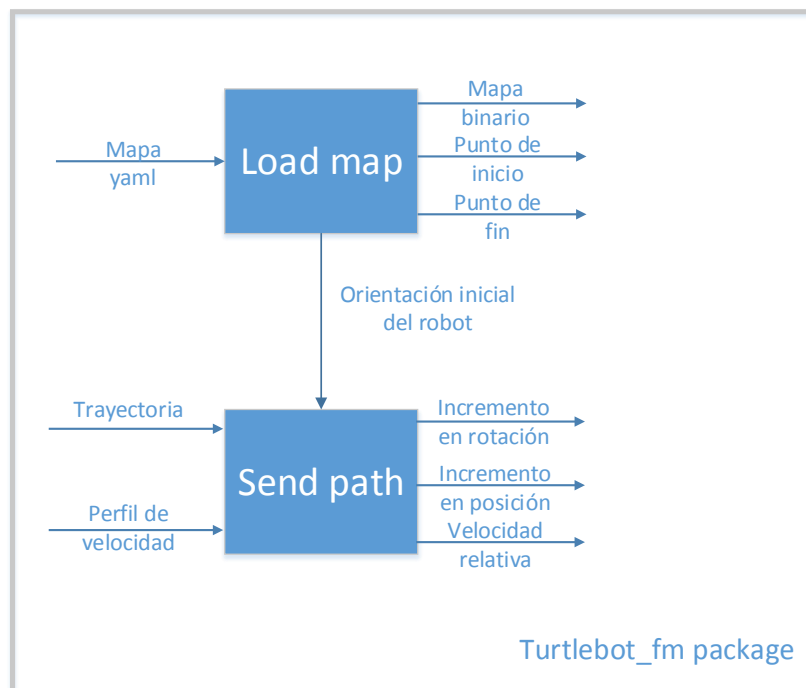 Mapa
yaml
Load map
Mapa
binario
Punto de
inicio
Punto de
fin
Orientación inicial
del robot
Trayectoria
Perfil de
velocidad
Send path
Incremento
en rotación
Incremento
en posición
Velocidad
relativa
Turtlebot_fm package